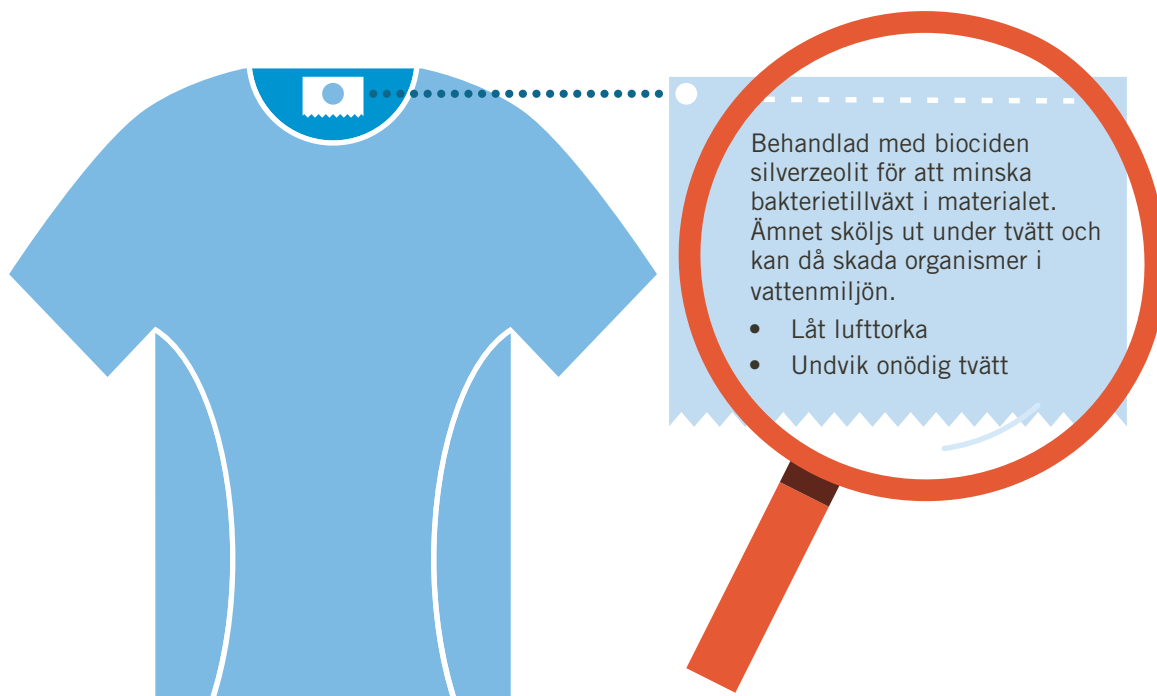 Behandlad med biociden
silverzeolit för att minska
bakterietillväxt i materialet.
Ämnet sköljs ut under tvätt och
kan då skada organismer i
vattenmiljön.
• Låt lufttorka
• Undvik onödig tvätt